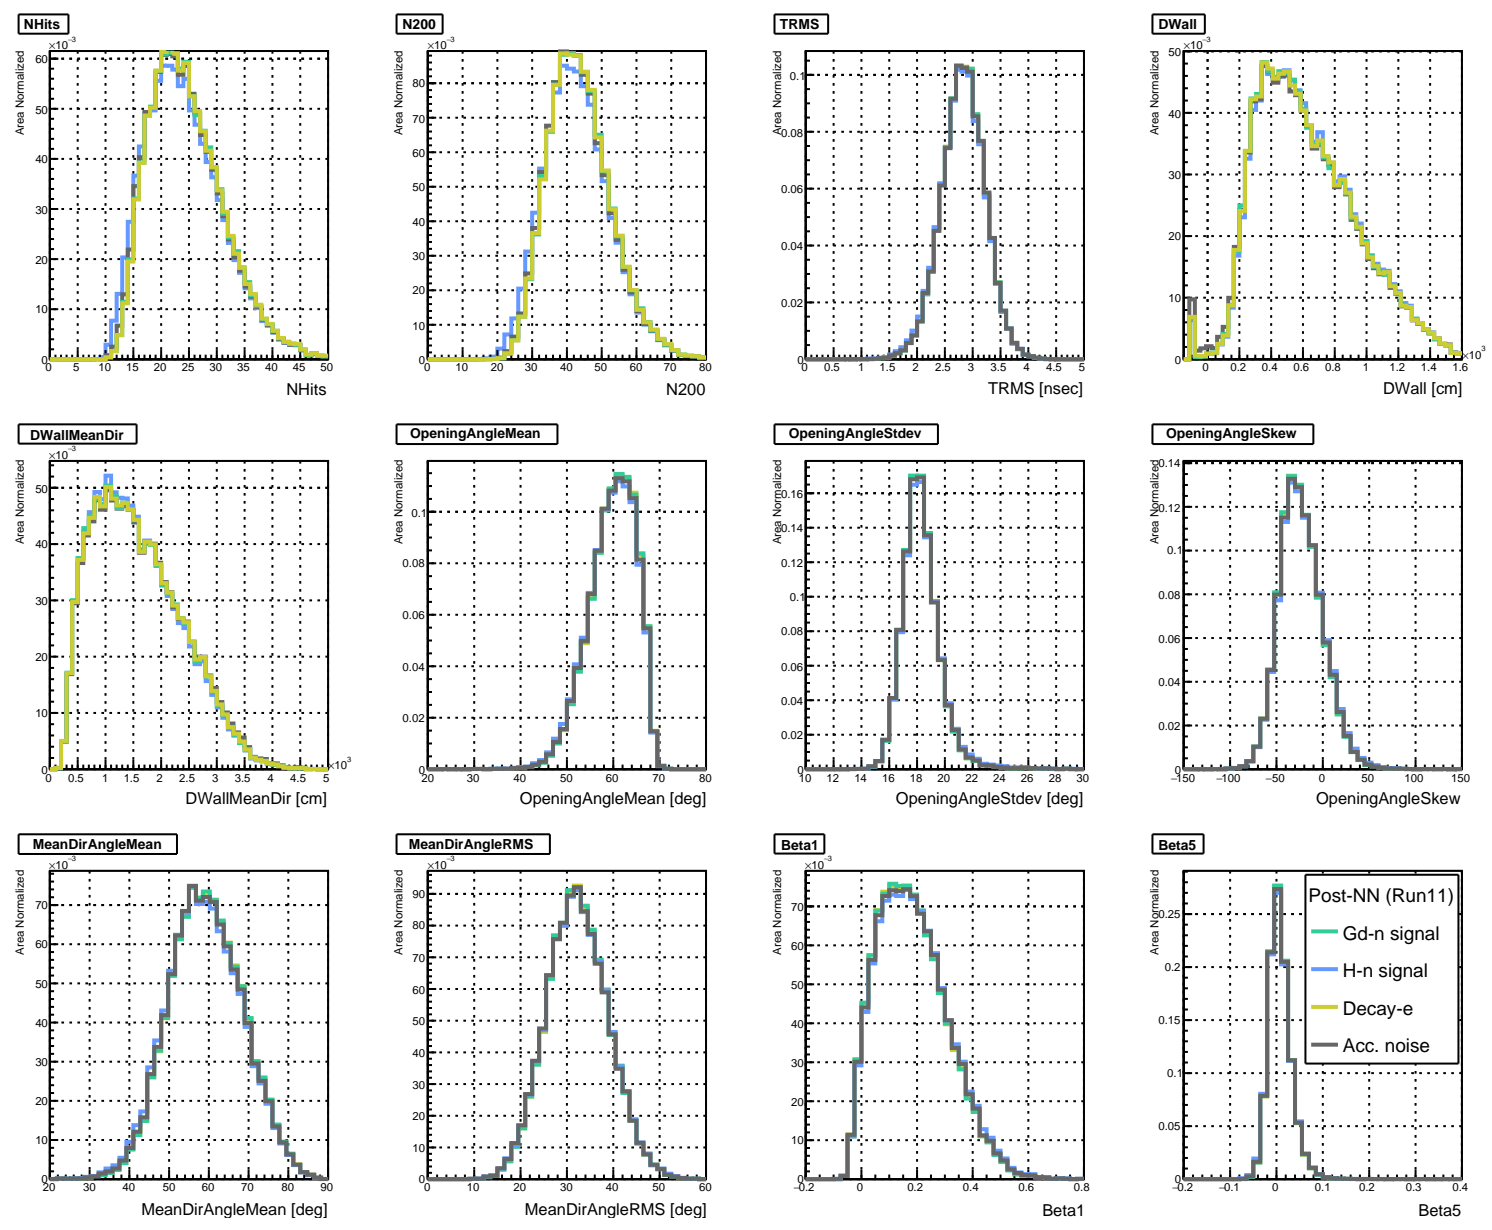 NHits
×10⁻³
Area Normalized
60
50
40
30
20
10
0
0 5 10 15 20 25 30 35 40 45 50
NHits
N200
×10⁻³
Area Normalized
80
70
60
50
40
30
20
10
0
0 10 20 30 40 50 60 70 80
N200
TRMS
Area Normalized
0.1
0.08
0.06
0.04
0.02
0
0 0.5 1 1.5 2 2.5 3 3.5 4 4.5 5
TRMS [nsec]
DWall
×10⁻³
Area Normalized
50
40
30
20
10
0
0 0.2 0.4 0.6 0.8 1 1.2 1.4 1.6
×10³
DWall [cm]
DWallMeanDir
×10⁻³
Area Normalized
50
40
30
20
10
0
0 0.5 1 1.5 2 2.5 3 3.5 4 4.5 5
×10³
DWallMeanDir [cm]
OpeningAngleMean
Area Normalized
0.1
0.08
0.06
0.04
0.02
0
20 30 40 50 60 70 80
OpeningAngleMean [deg]
OpeningAngleStdev
Area Normalized
0.16
0.14
0.12
0.1
0.08
0.06
0.04
0.02
0
10 12 14 16 18 20 22 24 26 28 30
OpeningAngleStdev [deg]
OpeningAngleSkew
Area Normalized
0.14
0.12
0.1
0.08
0.06
0.04
0.02
0
−150 −100 −50 0 50 100 150
OpeningAngleSkew
MeanDirAngleMean
×10⁻³
Area Normalized
70
60
50
40
30
20
10
0
20 30 40 50 60 70 80 90
MeanDirAngleMean [deg]
MeanDirAngleRMS
×10⁻³
Area Normalized
90
80
70
60
50
40
30
20
10
0
0 10 20 30 40 50 60
MeanDirAngleRMS [deg]
Beta1
×10⁻³
Area Normalized
70
60
50
40
30
20
10
0
−0.2 0 0.2 0.4 0.6 0.8
Beta1
Beta5
Area Normalized
0.25
0.2
0.15
0.1
0.05
0
−0.2 −0.1 0 0.1 0.2 0.3 0.4
Beta5
Post-NN (Run11)
Gd-n signal
H-n signal
Decay-e
Acc. noise